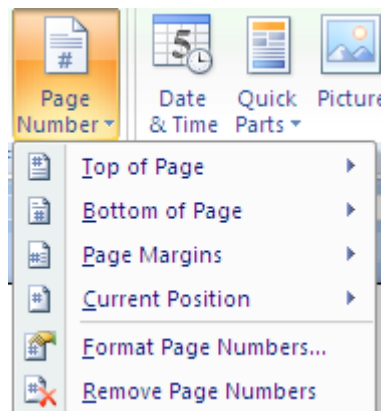 Page Date Quick Picture
Number & Time Parts
Top of Page
Bottom of Page
Page Margins
Current Position
Format Page Numbers...
Remove Page Numbers